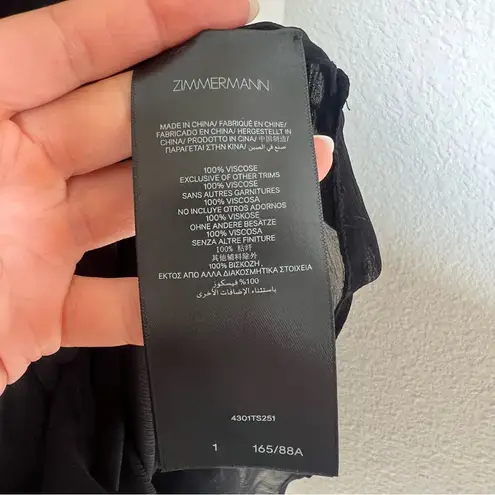 ZIMMERMANN
MADE IN CHINA/ FABRIQUÉ EN CHINE/
FABRICADO EN CHINA/ HERGESTELLT IN
CHINA/ PRODOTTO IN CINA/ 中国制造/
ΠΑΡΑΓΕΤΑΙ ΣΤΗΝ ΚΙΝΑ/ صنع في الصين
100% VISCOSE
EXCLUSIVE OF OTHER TRIMS
100% VISCOSE
SANS AUTRES GARNITURES
100% VISCOSA
NO INCLUYE OTROS ADORNOS
100% VISKOSE
OHNE ANDERE BESÄTZE
100% VISCOSA
SENZA ALTRE FINITURE
100% 粘纤
其他辅料除外
100% ΒΙΣΚΟΖΗ
ΕΚΤΟΣ ΑΠΟ ΑΛΛΑ ΔΙΑΚΟΣΜΗΤΙΚΑ ΣΤΟΙΧΕΙΑ
%100 فيسكوز
باستثناء الإضافات الأخرى
4301TS251
1 165/88A